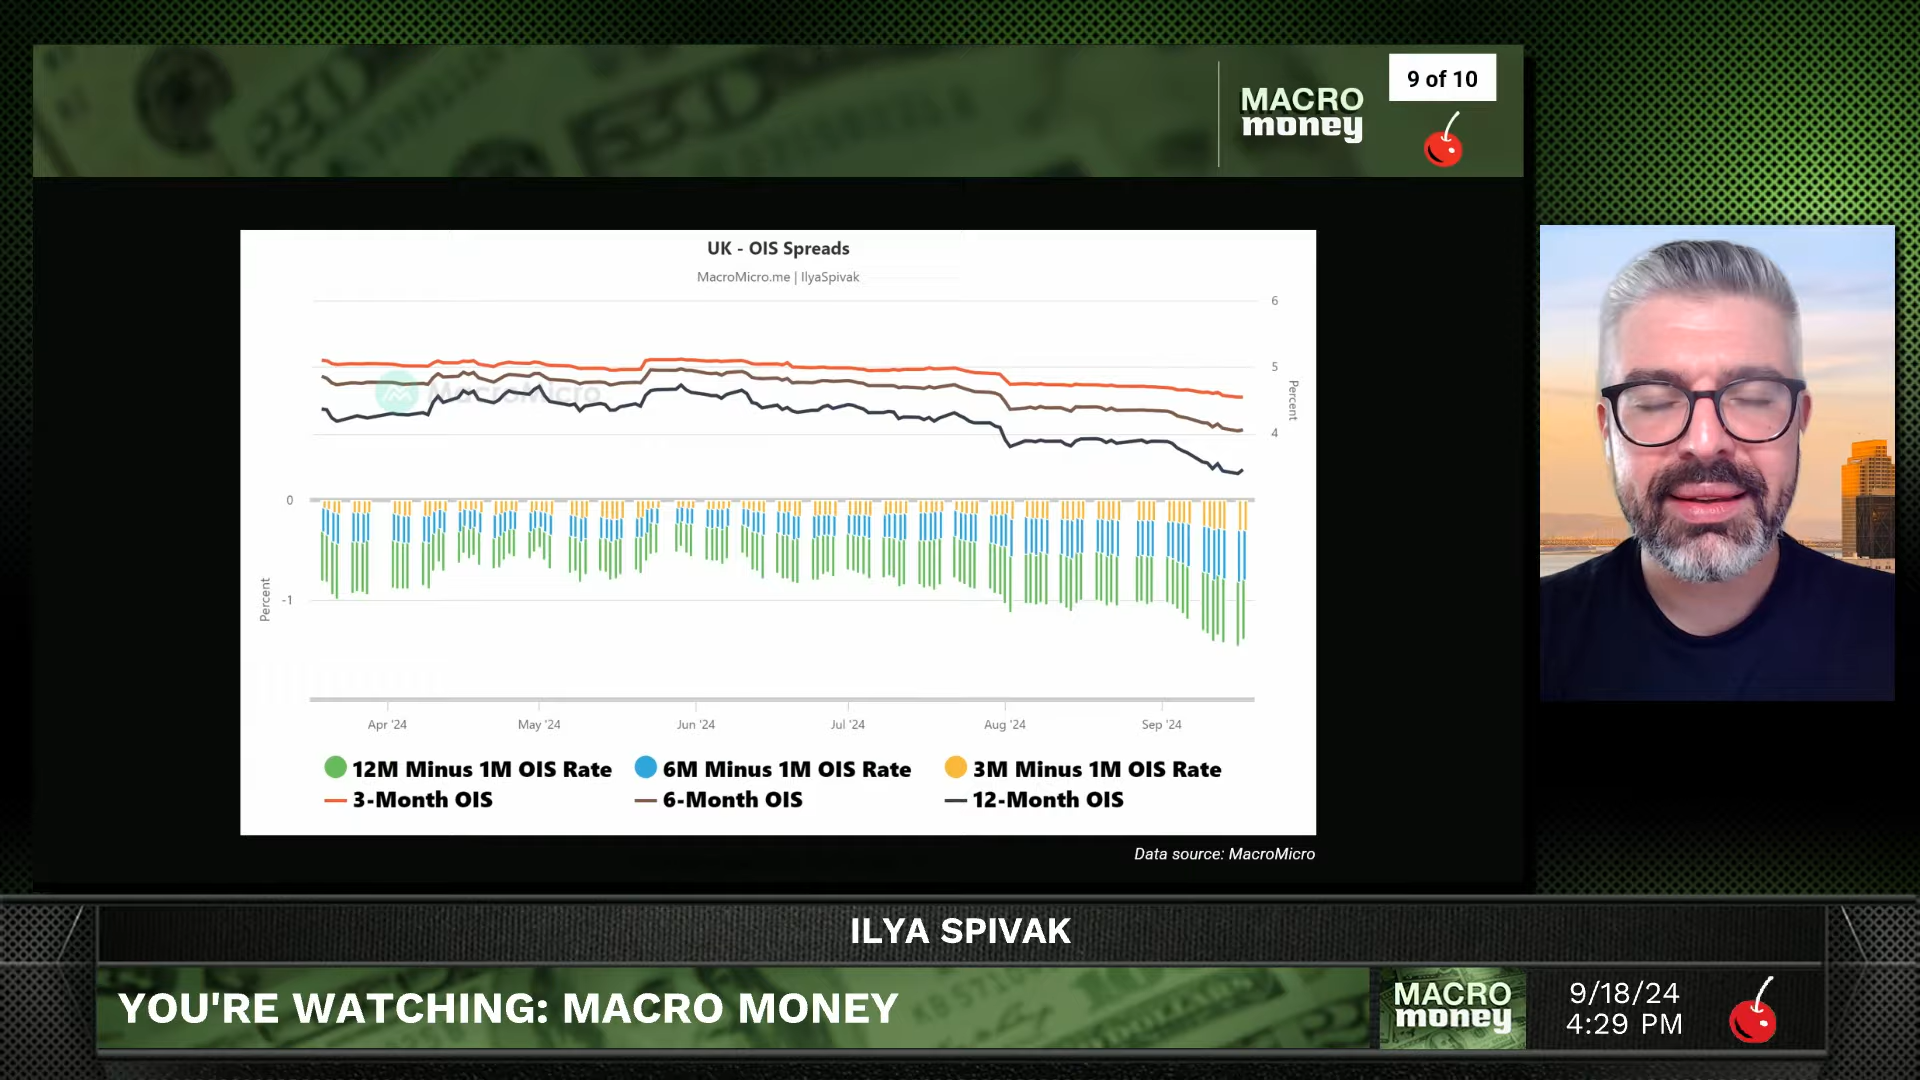 MACRO
money
9 of 10
UK - OIS Spreads
MacroMicro.me | IlyaSpivak
6
5
4
Percent
MacroMicro
0
-1
Percent
Apr '24 May '24 Jun '24 Jul '24 Aug '24 Sep '24
12M Minus 1M OIS Rate 6M Minus 1M OIS Rate 3M Minus 1M OIS Rate
3-Month OIS 6-Month OIS 12-Month OIS
Data source: MacroMicro
ILYA SPIVAK
YOU'RE WATCHING: MACRO MONEY
MACRO
money
9/18/24
4:29 PM